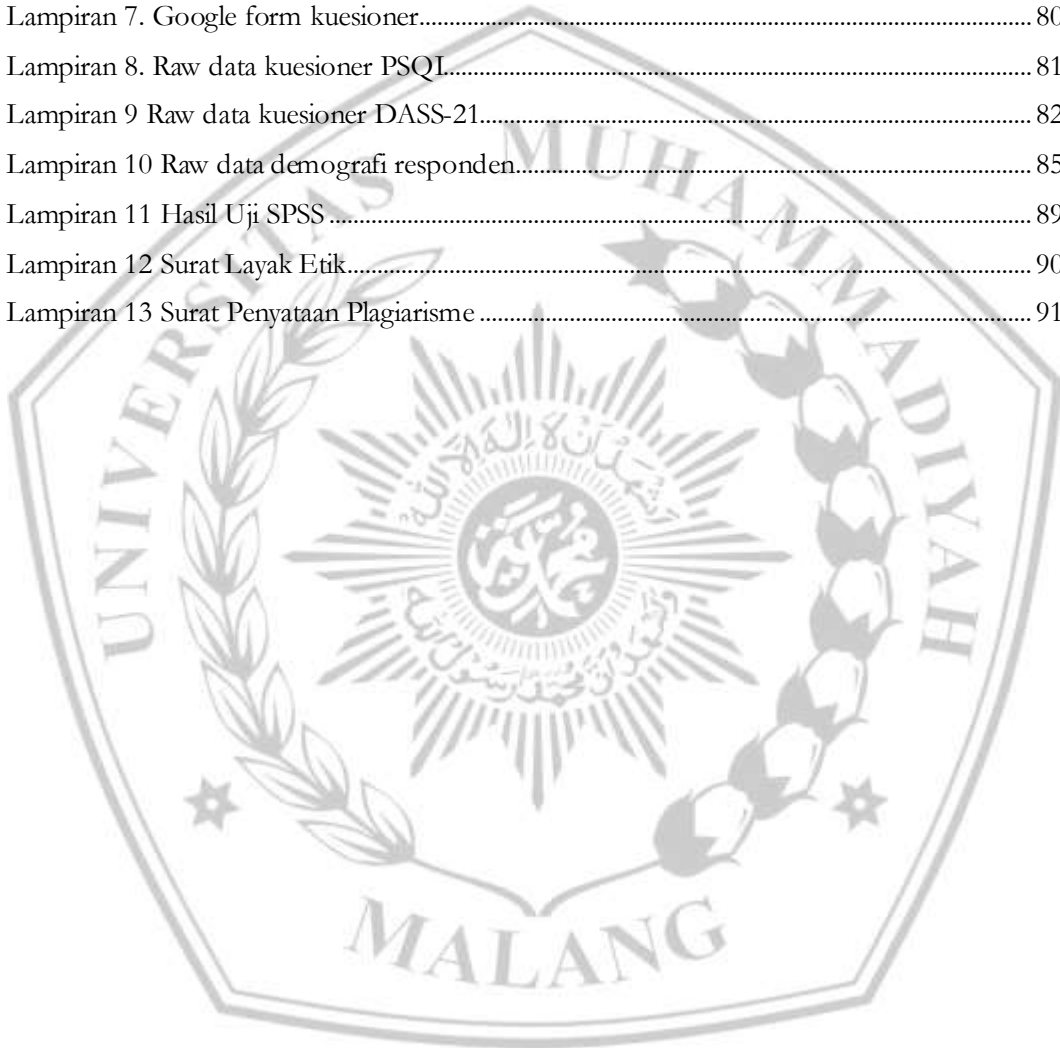 Lampiran 7. Google form kuesioner.......... 80
Lampiran 8. Raw data kuesioner PSQI.......... 81
Lampiran 9 Raw data kuesioner DASS-21.......... 82
Lampiran 10 Raw data demografi responden.......... 85
Lampiran 11 Hasil Uji SPSS .......... 89
Lampiran 12 Surat Layak Etik.......... 90
Lampiran 13 Surat Penyataan Plagiarisme .......... 91
UNIVERSITAS MUHAMMADIYAH
MALANG